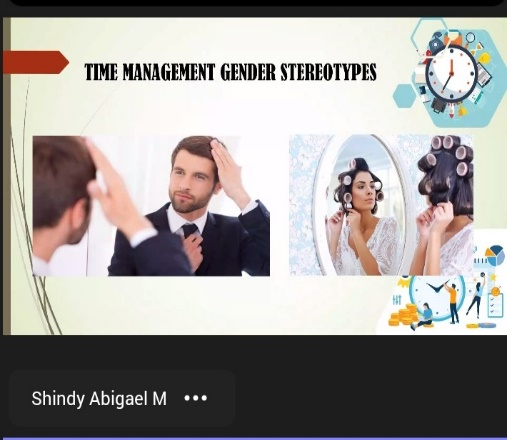 TIME MANAGEMENT GENDER STEREOTYPES
Shindy Abigael M